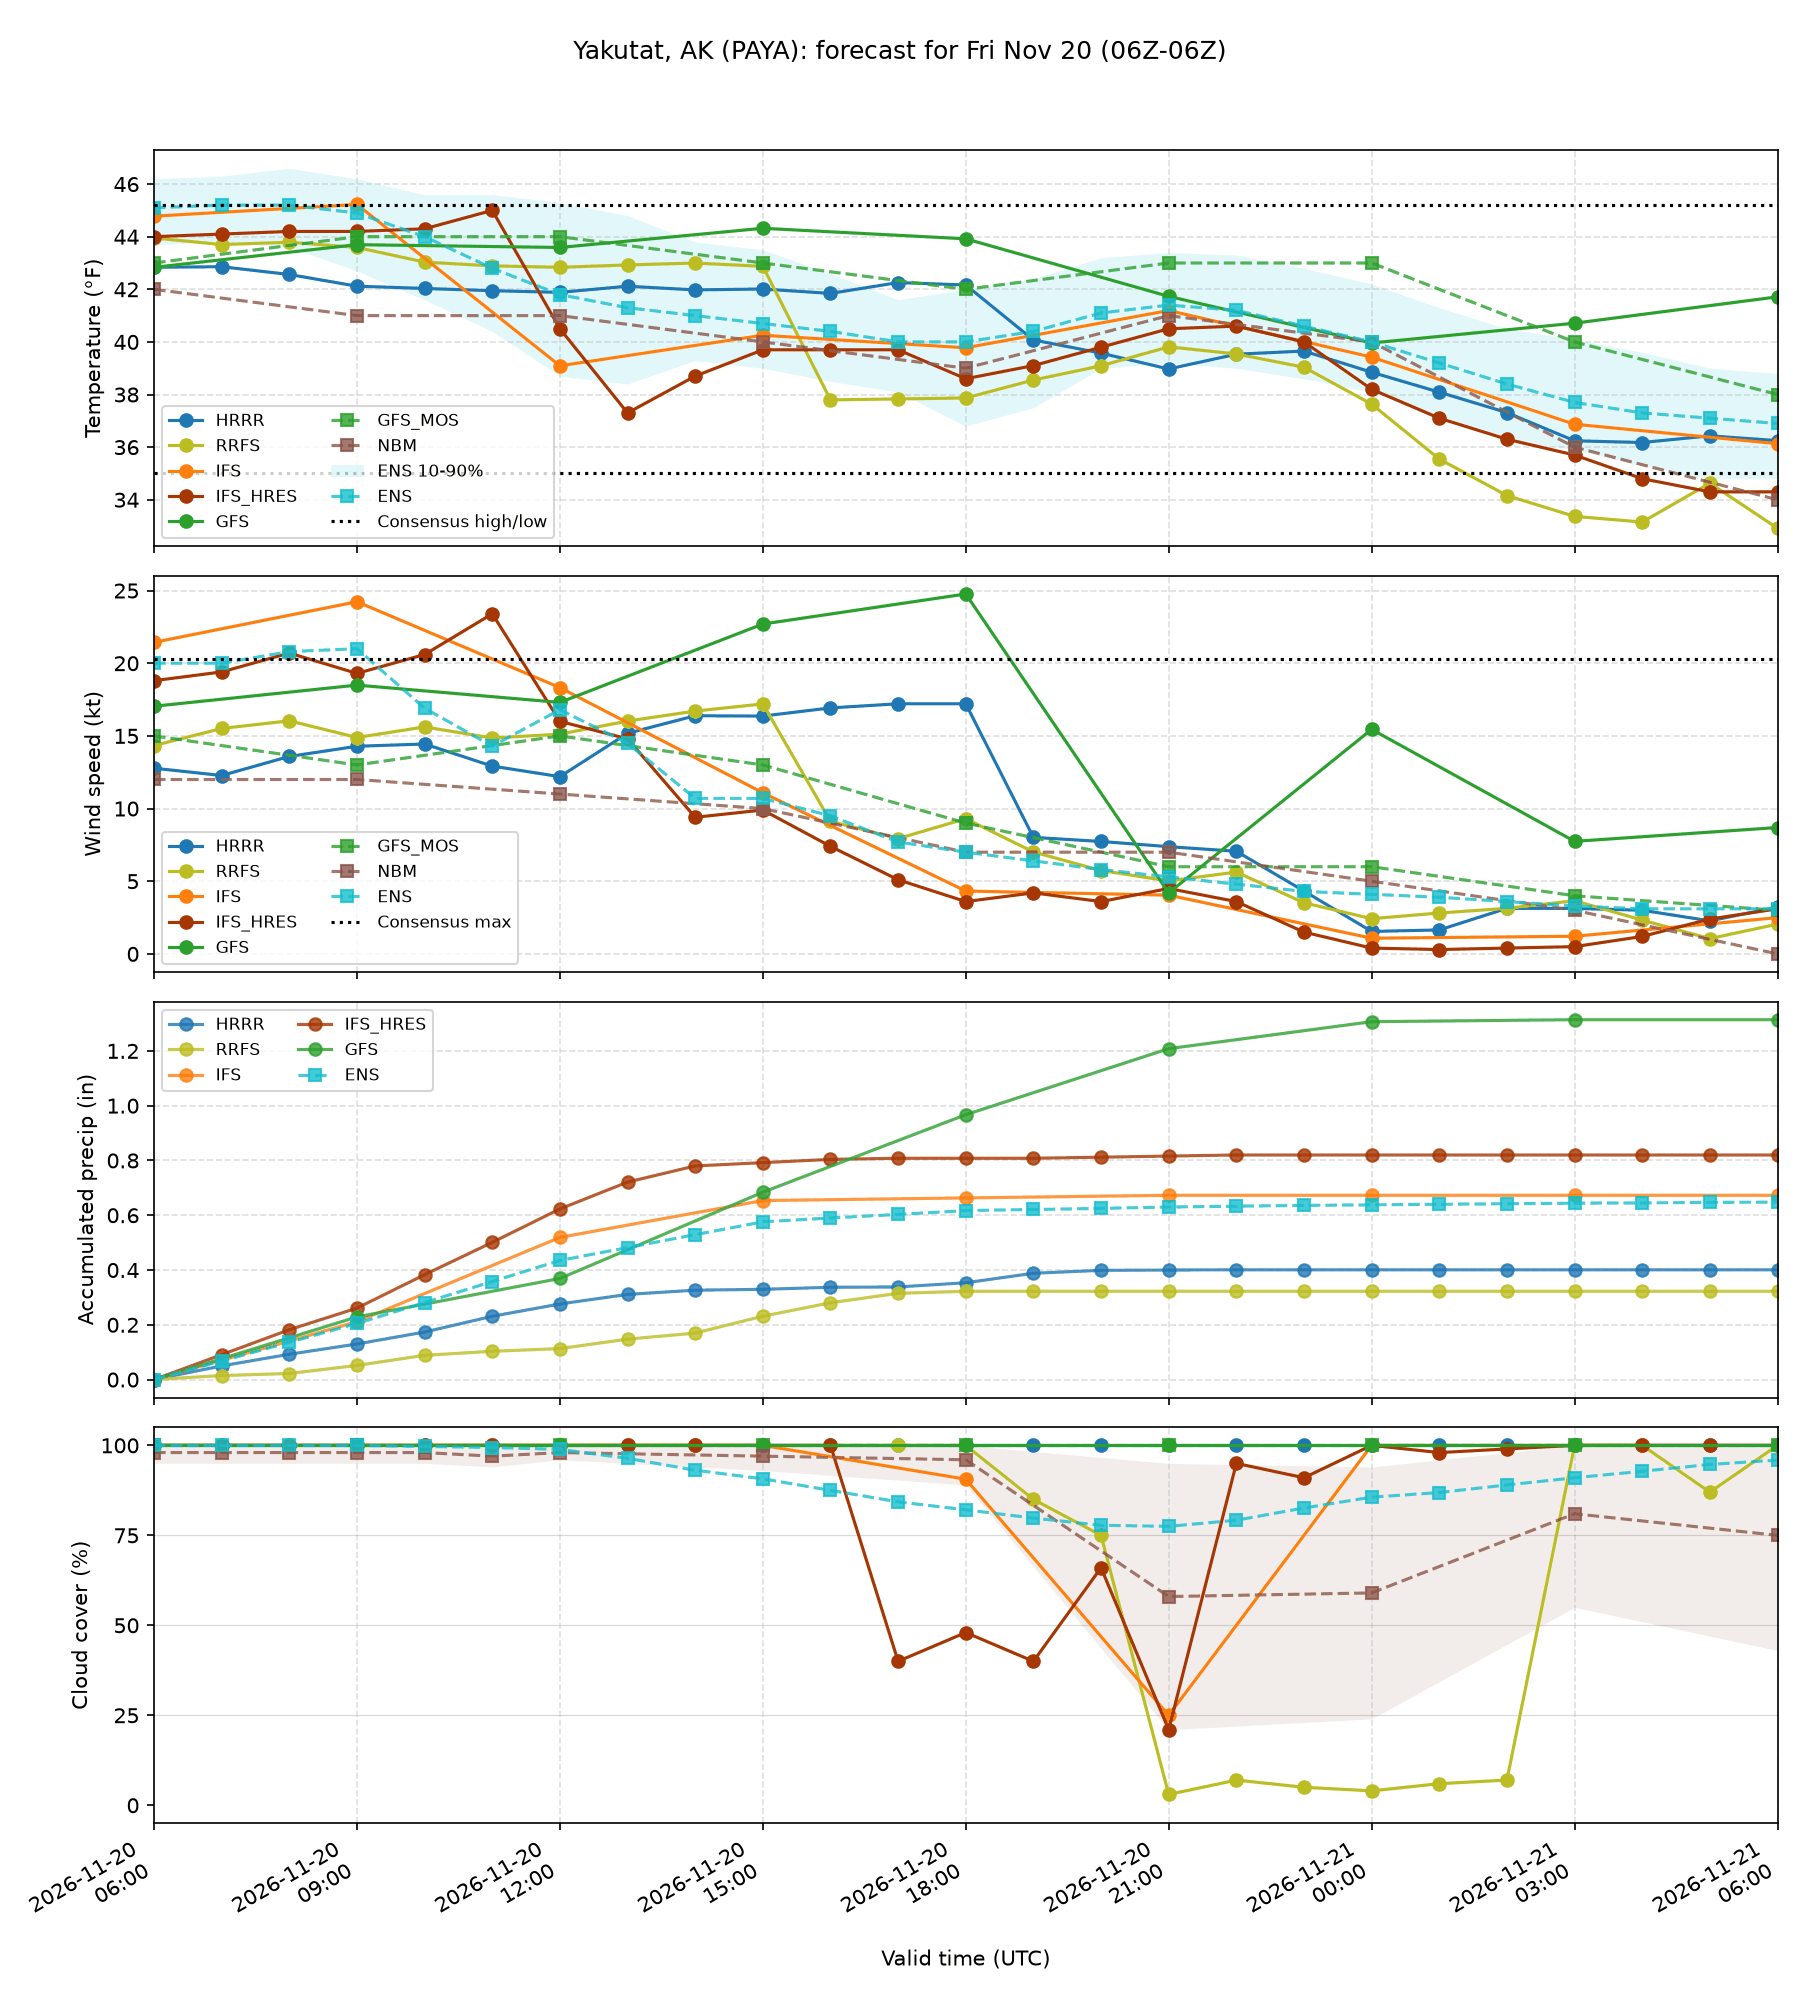 Yakutat, AK (PAYA): forecast for Fri Nov 20 (06Z-06Z)
Temperature (°F)
46
44
42
40
38
36
34
HRRR
RRFS
IFS
IFS_HRES
GFS
GFS_MOS
NBM
ENS 10-90%
ENS
Consensus high/low
Wind speed (kt)
25
20
15
10
5
0
HRRR
RRFS
IFS
IFS_HRES
GFS
GFS_MOS
NBM
ENS
Consensus max
Accumulated precip (in)
1.2
1.0
0.8
0.6
0.4
0.2
0.0
HRRR
RRFS
IFS
IFS_HRES
GFS
ENS
Cloud cover (%)
100
75
50
25
0
2026-11-20
06:00
2026-11-20
09:00
2026-11-20
12:00
2026-11-20
15:00
2026-11-20
18:00
2026-11-20
21:00
2026-11-21
00:00
2026-11-21
03:00
2026-11-21
06:00
Valid time (UTC)